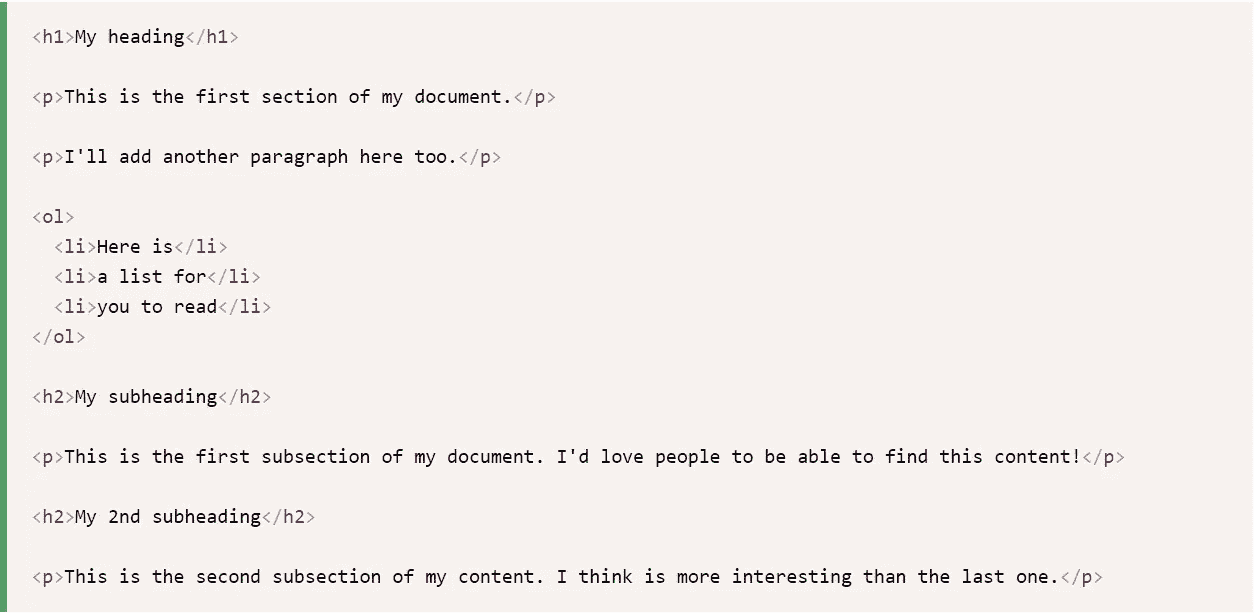 <h1>My heading</h1>
<p>This is the first section of my document.</p>
<p>I'll add another paragraph here too.</p>
<ol>
<li>Here is</li>
<li>a list for</li>
<li>you to read</li>
</ol>
<h2>My subheading</h2>
<p>This is the first subsection of my document. I'd love people to be able to find this content!</p>
<h2>My 2nd subheading</h2>
<p>This is the second subsection of my content. I think is more interesting than the last one.</p>